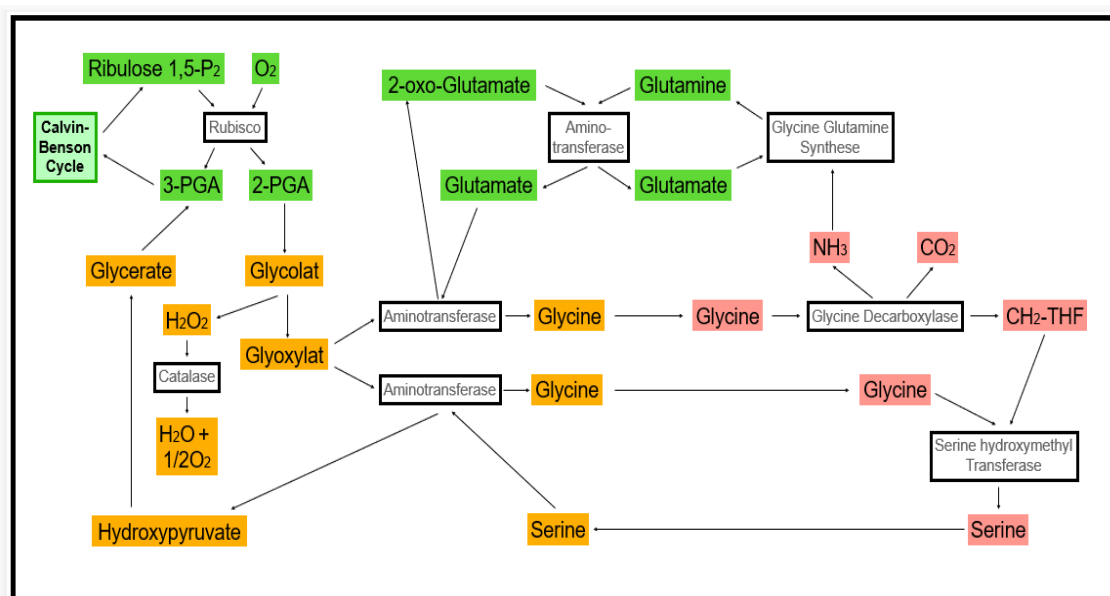 Ribulose 1,5-P2
O2
2-oxo-Glutamate
Glutamine
Calvin-
Benson
Cycle
Rubisco
Amino-
transferase
Glycine Glutamine
Synthese
3-PGA
2-PGA
Glutamate
Glutamate
NH3
CO2
Glycerate
Glycolat
H2O2
Aminotransferase
Glycine
Glycine
Glycine Decarboxylase
CH2-THF
Glyoxylat
Catalase
Aminotransferase
Glycine
Glycine
H2O +
1/2O2
Serine hydroxymethyl
Transferase
Hydroxypyruvate
Serine
Serine